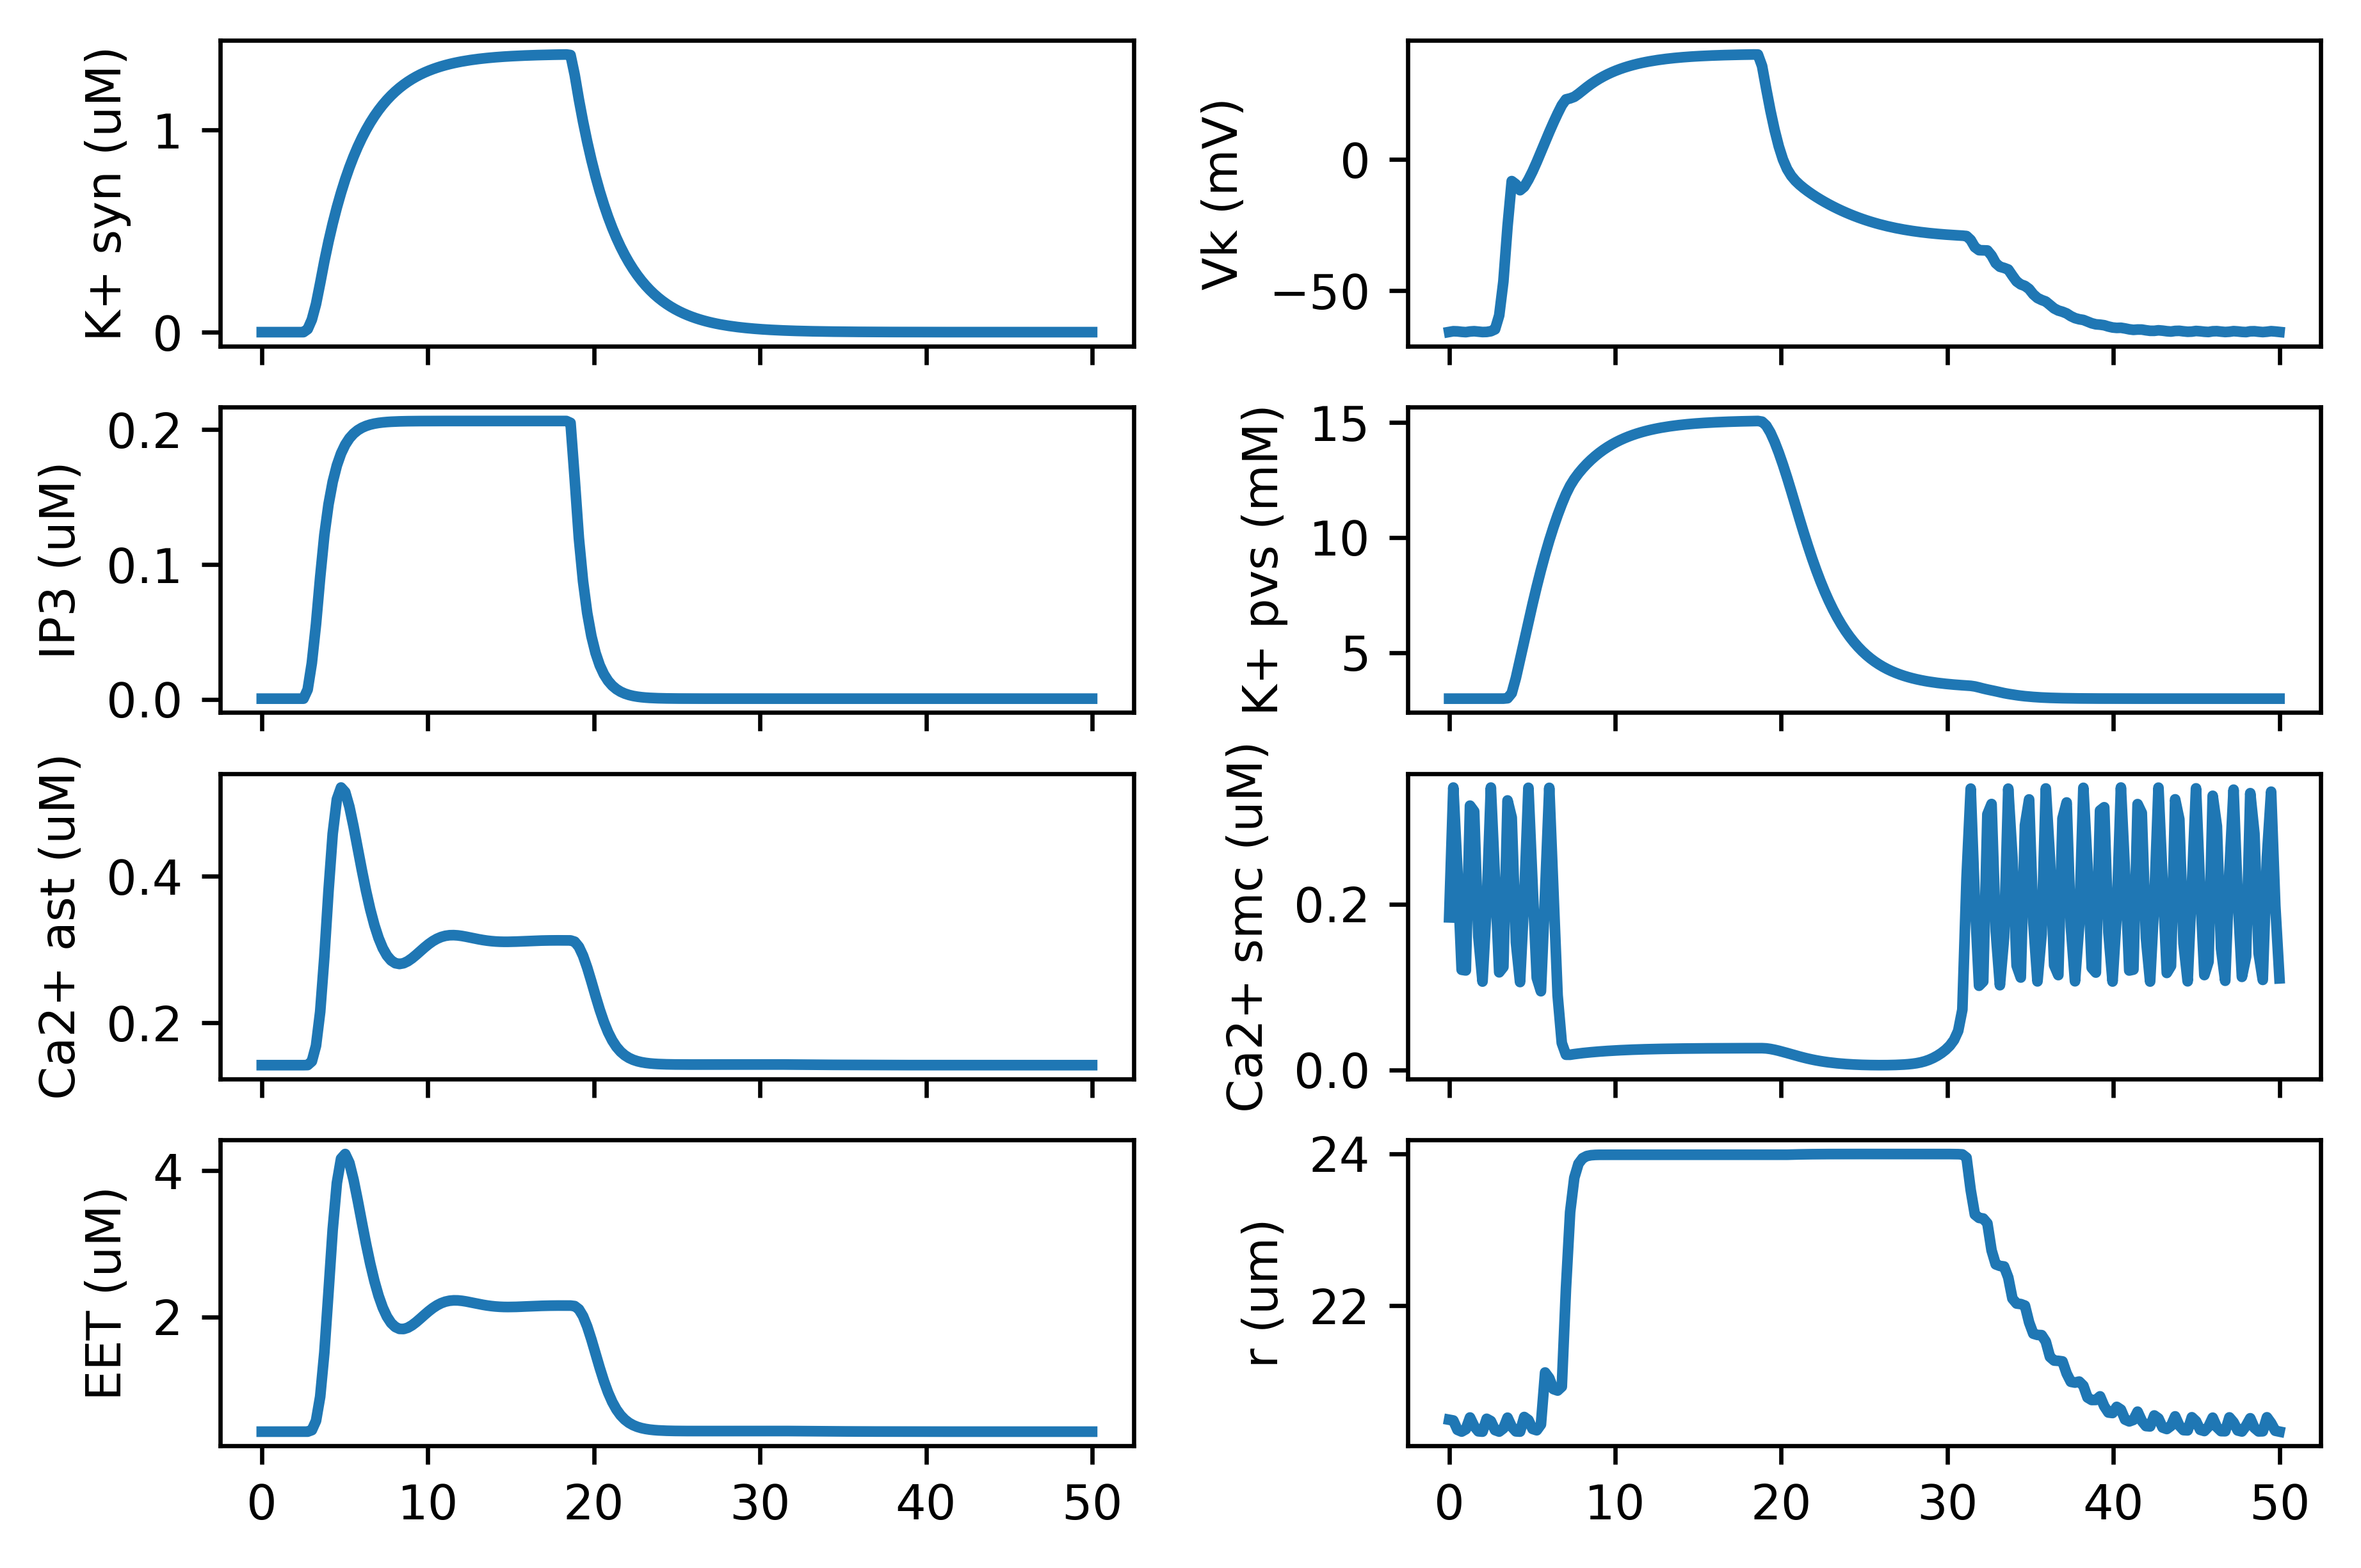 K+ syn (uM)
1
0
Vk (mV)
0
−50
IP3 (uM)
0.2
0.1
0.0
K+ pvs (mM)
15
10
5
Ca2+ ast (uM)
0.4
0.2
Ca2+ smc (uM)
0.2
0.0
EET (uM)
4
2
0 10 20 30 40 50
r (um)
24
22
0 10 20 30 40 50